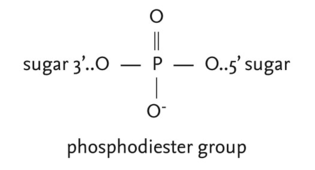 O
sugar 3'..O — P — O..5' sugar
O-
phosphodiester group